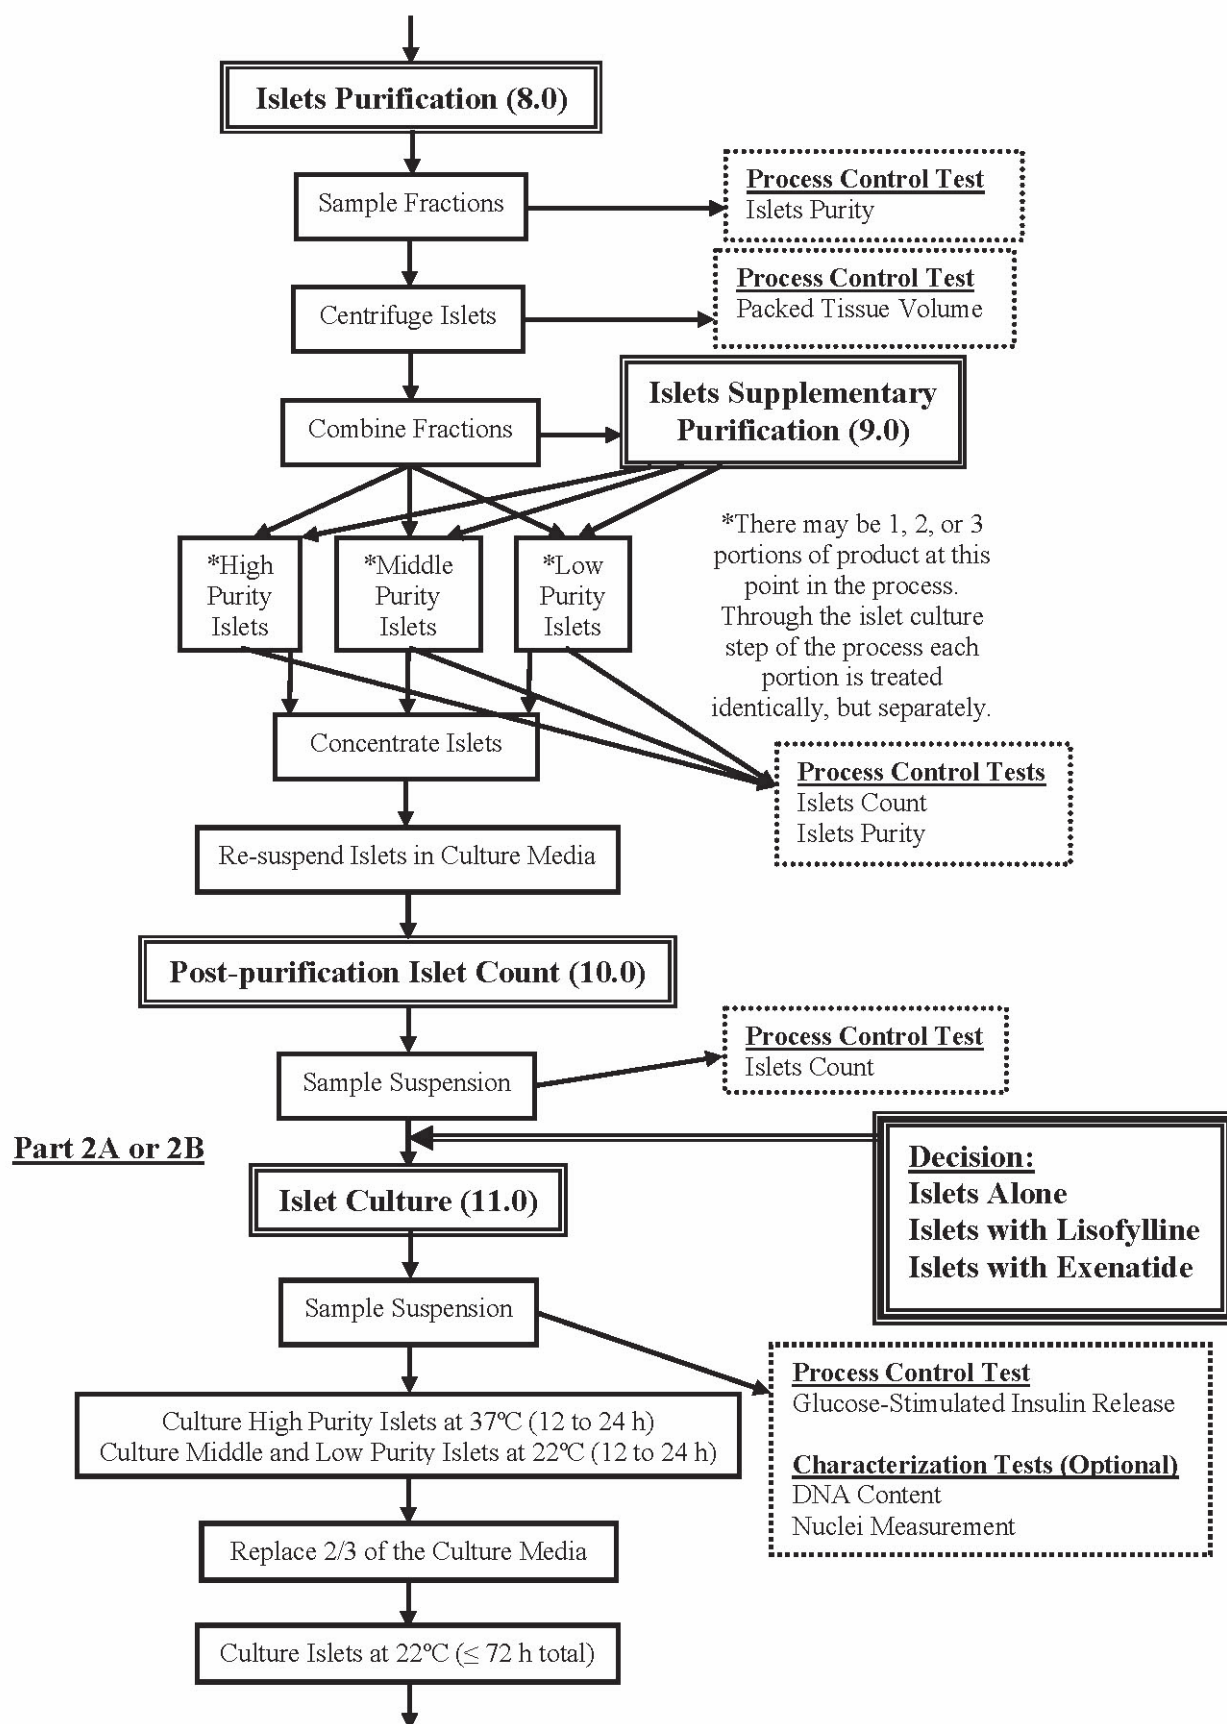 Islets Purification (8.0)
Sample Fractions
Process Control Test
Islets Purity
Centrifuge Islets
Process Control Test
Packed Tissue Volume
Combine Fractions
Islets Supplementary
Purification (9.0)
*High
Purity
Islets
*Middle
Purity
Islets
*Low
Purity
Islets
*There may be 1, 2, or 3
portions of product at this
point in the process.
Through the islet culture
step of the process each
portion is treated
identically, but separately.
Concentrate Islets
Process Control Tests
Islets Count
Islets Purity
Re-suspend Islets in Culture Media
Post-purification Islet Count (10.0)
Sample Suspension
Process Control Test
Islets Count
Part 2A or 2B
Decision:
Islets Alone
Islets with Lisofylline
Islets with Exenatide
Islet Culture (11.0)
Sample Suspension
Process Control Test
Glucose-Stimulated Insulin Release
Characterization Tests (Optional)
DNA Content
Nuclei Measurement
Culture High Purity Islets at 37ºC (12 to 24 h)
Culture Middle and Low Purity Islets at 22ºC (12 to 24 h)
Replace 2/3 of the Culture Media
Culture Islets at 22ºC (≤ 72 h total)